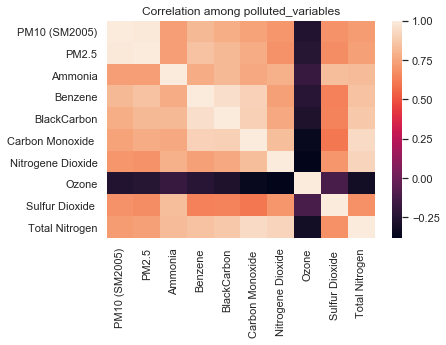 Correlation among polluted_variables
PM10 (SM2005)
PM2.5
Ammonia
Benzene
BlackCarbon
Carbon Monoxide
Nitrogene Dioxide
Ozone
Sulfur Dioxide
Total Nitrogen
1.00
0.75
0.50
0.25
0.00
−0.25
PM10 (SM2005)
PM2.5
Ammonia
Benzene
BlackCarbon
Carbon Monoxide
Nitrogene Dioxide
Ozone
Sulfur Dioxide
Total Nitrogen